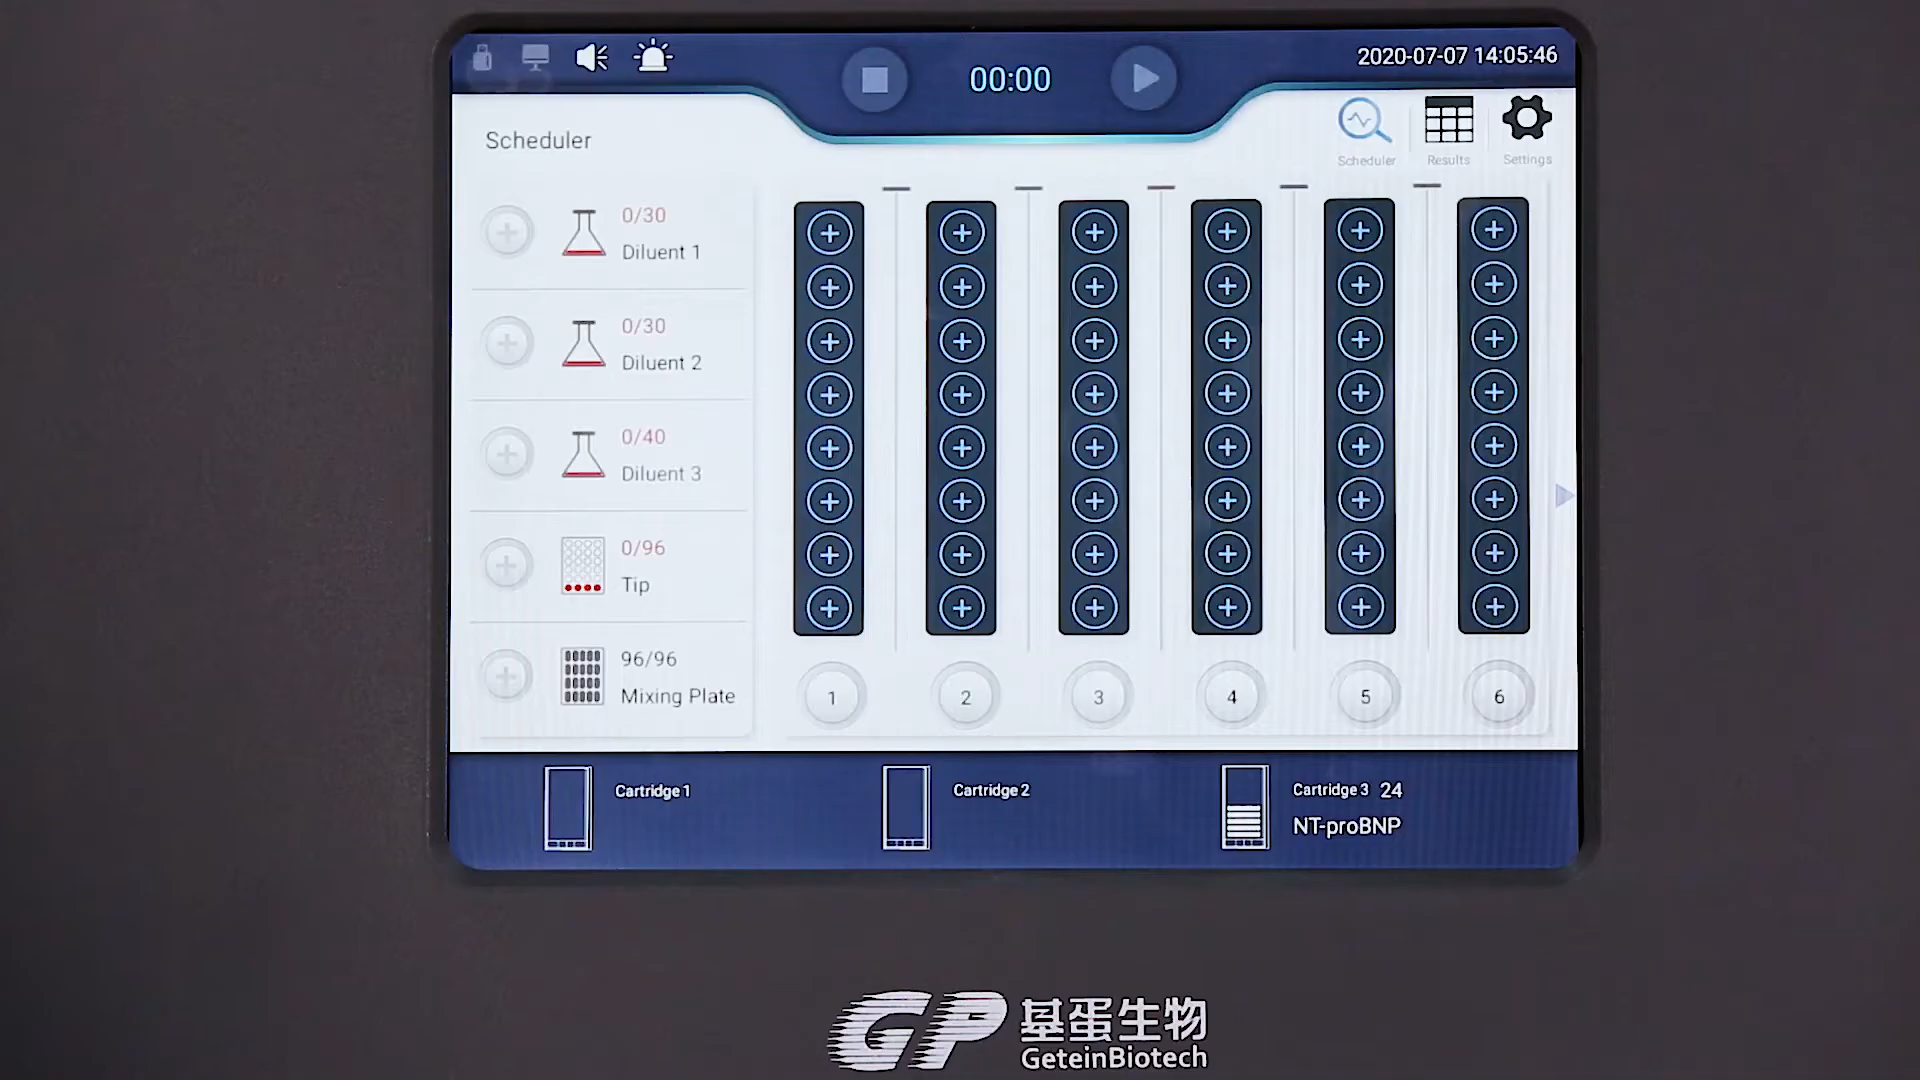 00:00
2020-07-07 14:05:46
Scheduler
Scheduler
Results
Settings
0/30
Diluent 1
0/30
Diluent 2
0/40
Diluent 3
0/96
Tip
96/96
Mixing Plate
1
2
3
4
5
6
Cartridge 1
Cartridge 2
Cartridge 3 24
NT-proBNP
GP 基蛋生物
GeteinBiotech